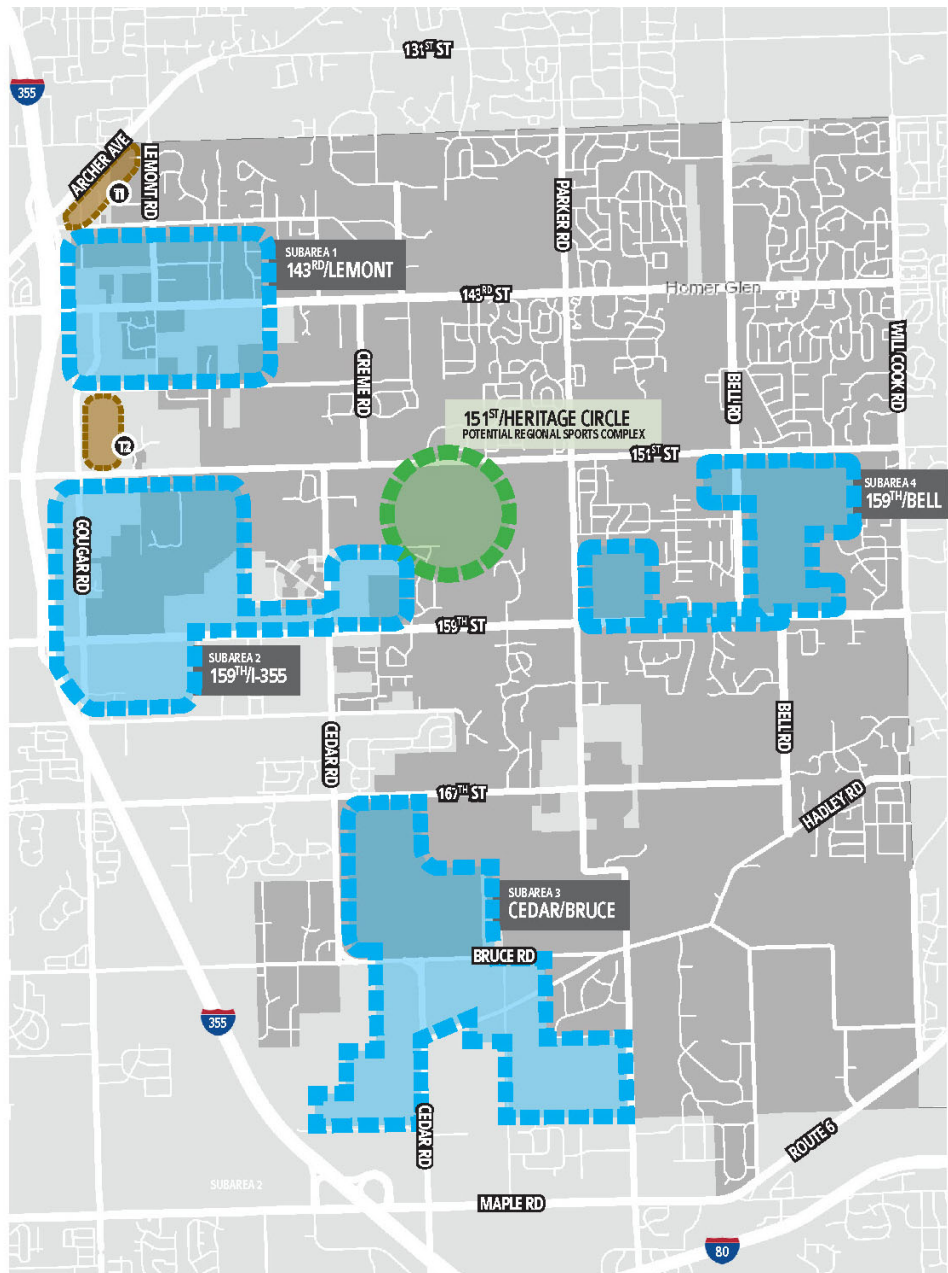 131ST ST
355
ARCHER AVE
LEMONT RD
T1
PARKER RD
SUBAREA 1
143RD/LEMONT
143RD ST
Homer Glen
WILL/COOK RD
CREME RD
BELL RD
T2
151ST/HERITAGE CIRCLE
POTENTIAL REGIONAL SPORTS COMPLEX
151ST ST
SUBAREA 4
159TH/BELL
GOUGAR RD
159TH ST
SUBAREA 2
159TH/I-355
CEDAR RD
BELL RD
167TH ST
HADLEY RD
SUBAREA 3
CEDAR/BRUCE
BRUCE RD
355
CEDAR RD
ROUTE 6
SUBAREA 2
MAPLE RD
80